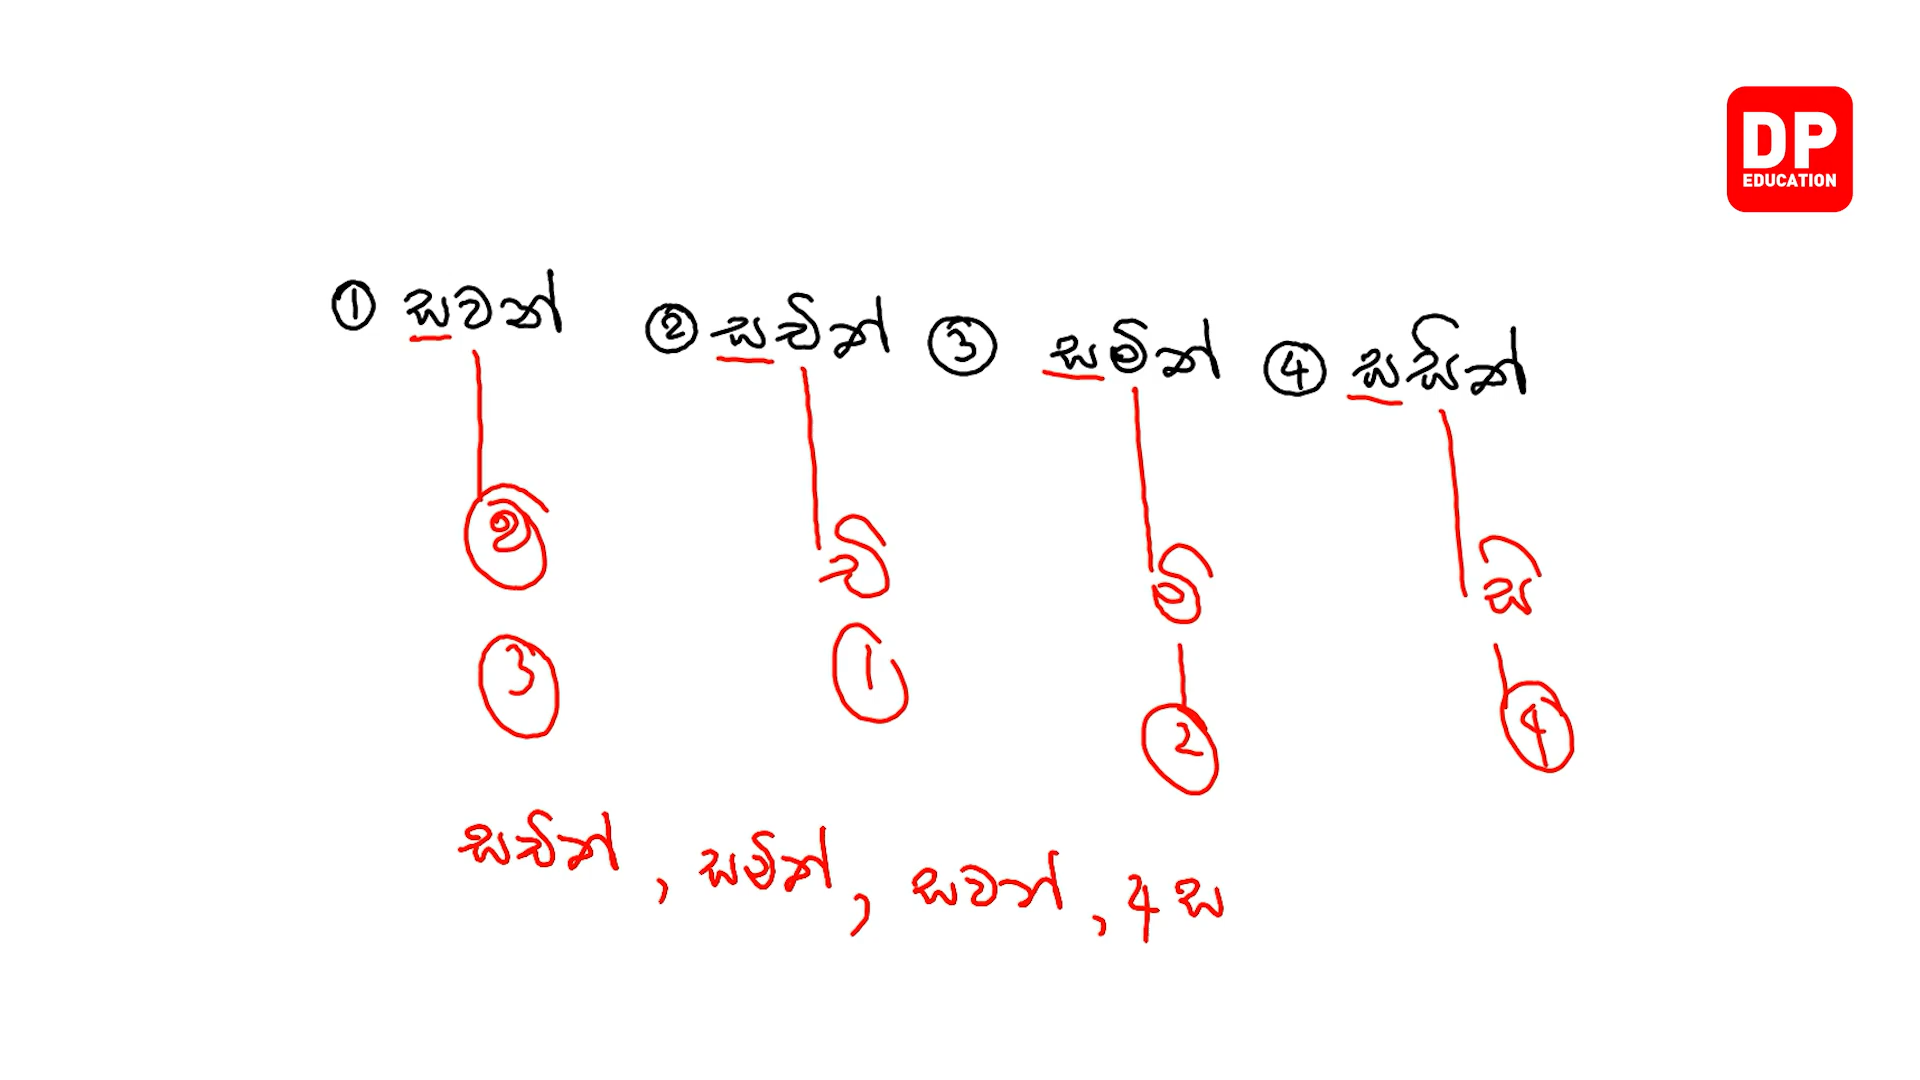 DP
EDUCATION
① සවන් ② සචින් ③ සමින් ④ සසින්
චි මි සි
③ ① ② ④
සචින් , සමින් , සවන් , 4 ස